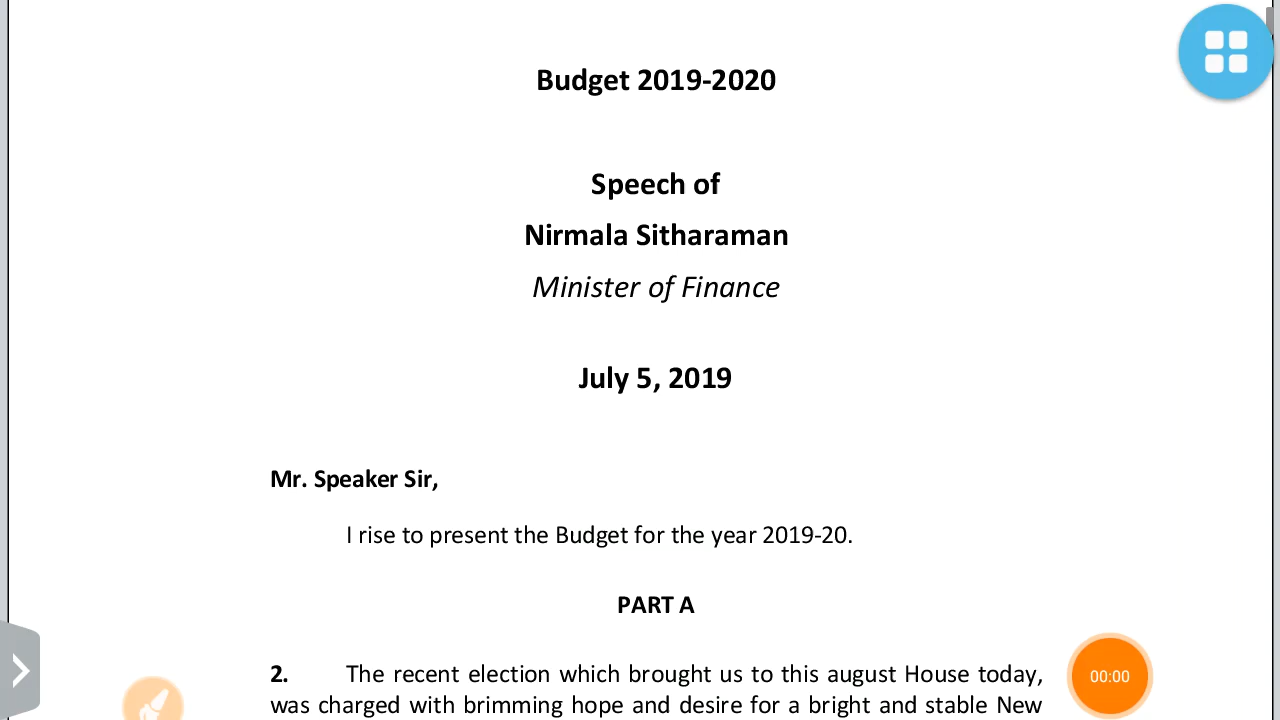 Budget 2019-2020
Speech of
Nirmala Sitharaman
Minister of Finance
July 5, 2019
Mr. Speaker Sir,
I rise to present the Budget for the year 2019-20.
PART A
2. The recent election which brought us to this august House today,
was charged with brimming hope and desire for a bright and stable New
00:00